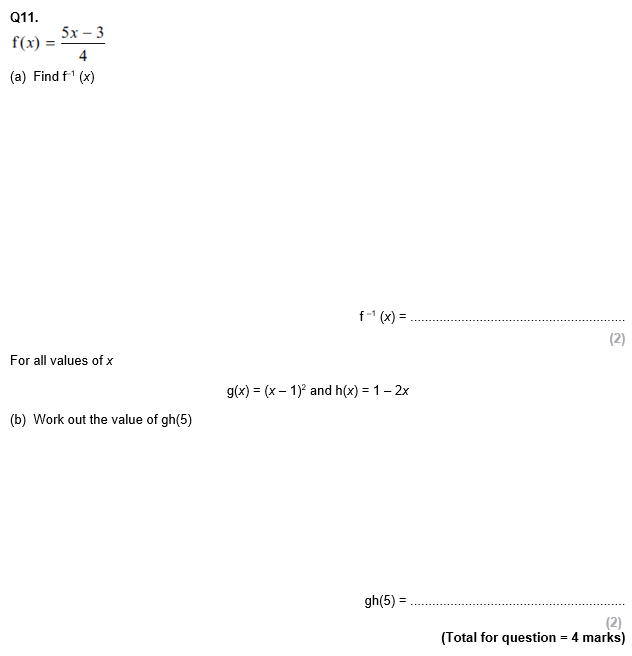 Q11.
f(x) = 5x – 3
4
(a) Find f⁻¹ (x)
f⁻¹ (x) = ............................................................
(2)
For all values of x
g(x) = (x – 1)² and h(x) = 1 – 2x
(b) Work out the value of gh(5)
gh(5) = ............................................................
(2)
(Total for question = 4 marks)